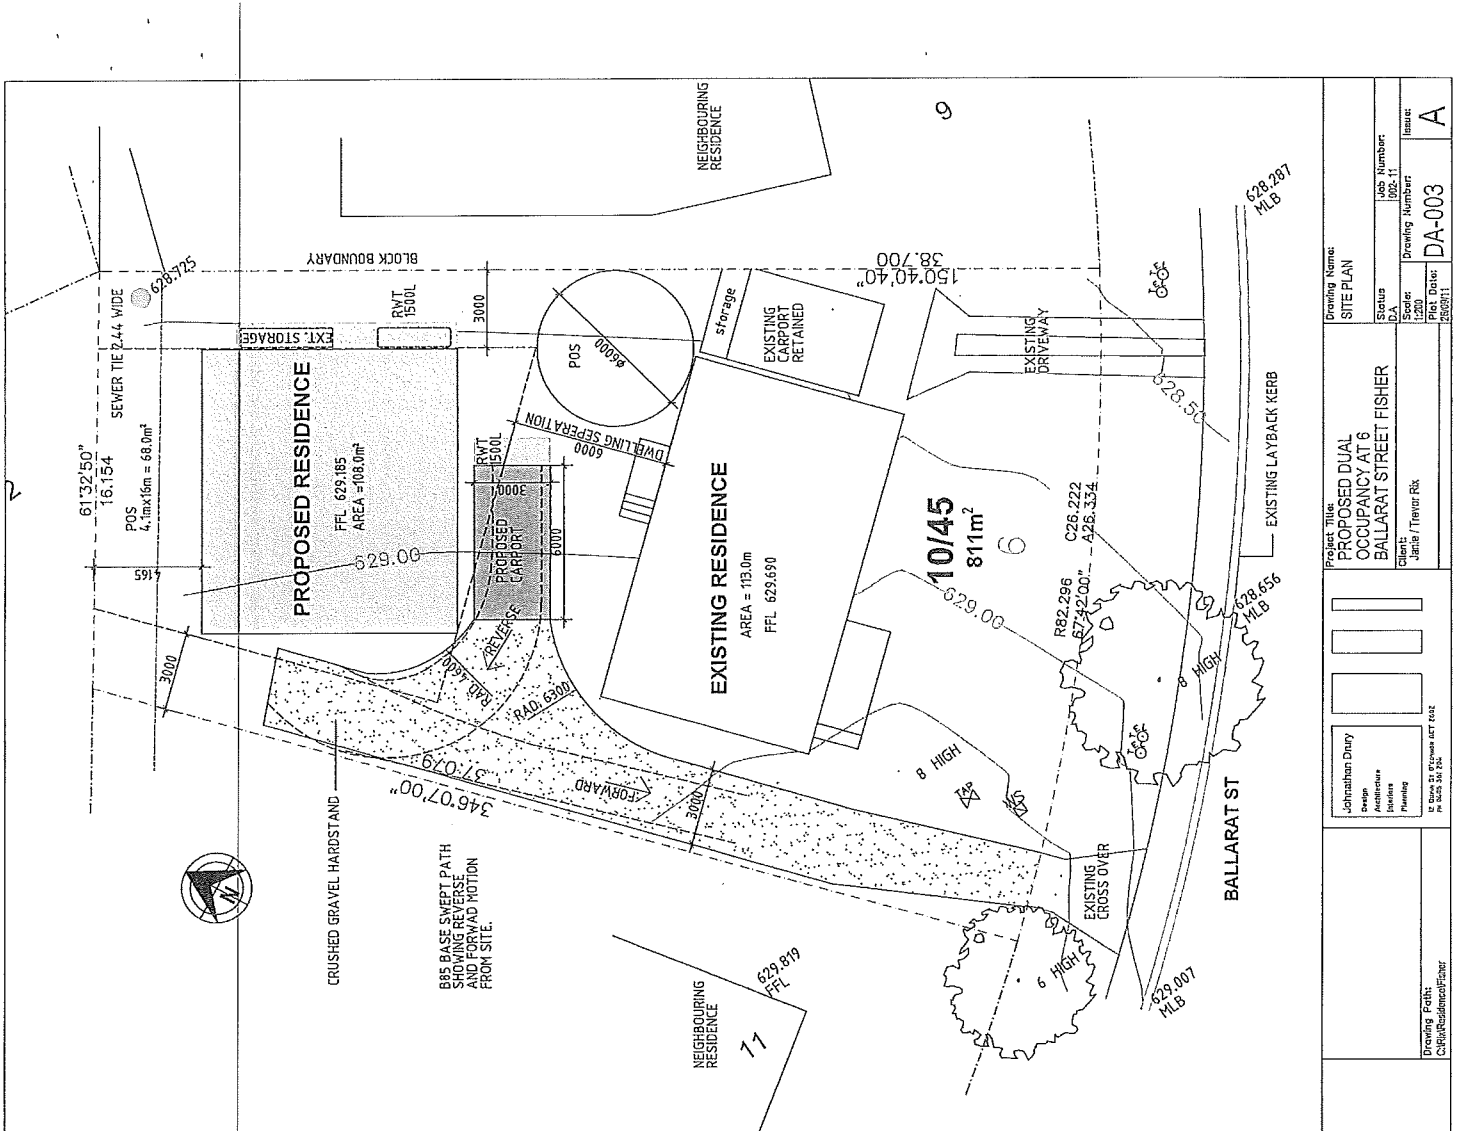 61°32'50"
16.154
SEWER TIE 2.44 WIDE
628.725
POS
4.1mx16m = 68.0m²
4165
3000
BLOCK BOUNDARY
NEIGHBOURING
RESIDENCE
9
PROPOSED RESIDENCE
FFL 629.185
AREA =108.0m²
EXT. STORAGE
RWT
1500L
3000
629.00
POS
ø6000
DWELLING SEPERATION
6000
RWT
1500L
3000
PROPOSED
CARPORT
6000
REVERSE
RAD. 4600
RAD: 6300
storage
EXISTING
CARPORT
RETAINED
150°40'40"
38.700
EXISTING
DRIVEWAY
628.50
628.287
MLB
EXISTING RESIDENCE
AREA = 113.0m
FFL 629.690
10/45
811m²
6
629.00
C26.222
A26.334
R82.296
67°42'00"
37.079
346°07'00"
FORWARD
3000
8 HIGH
TAP
WS
8 HIGH
628.656
MLB
TEL
TEL
TEL
TEL
EXISTING LAYBACK KERB
BALLARAT ST
EXISTING
CROSS OVER
6 HIGH
629.007
MLB
CRUSHED GRAVEL HARDSTAND
N
B85 BASE SWEPT PATH
SHOWING REVERSE
AND FORWAD MOTION
FROM SITE.
629.819
FFL
NEIGHBOURING
RESIDENCE
11
Drawing Path:
Johnathan Drury
Design
Architecture
Interiors
Planning
Project Title:
PROPOSED DUAL
OCCUPANCY AT 6
BALLARAT STREET FISHER
Client:
Jamie / Trevor Rix
Drawing Name:
SITE PLAN
Status
D.A
Job Number:
002-11
Scale:
1:200
Drawing Number:
DA-003
Issue:
A
Plot Date: